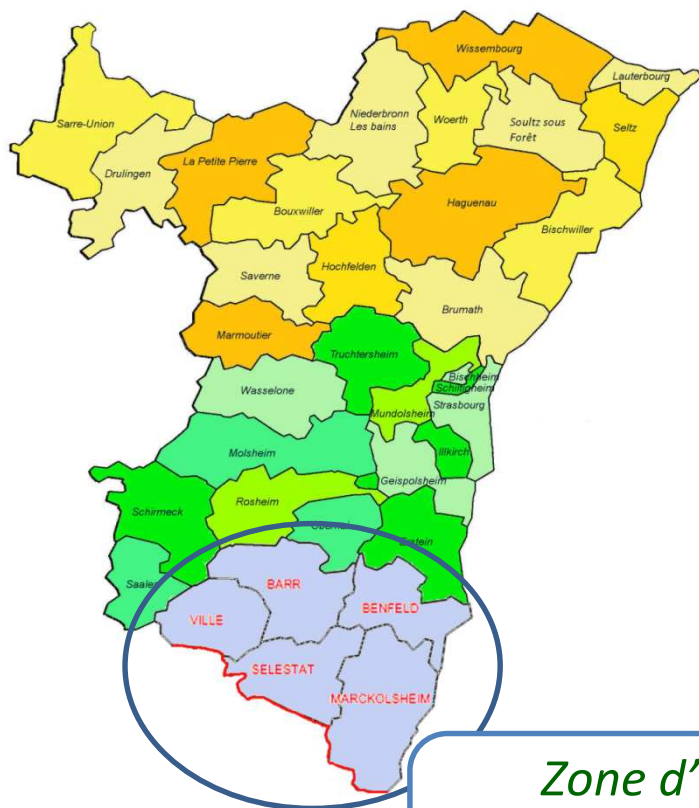 Wissembourg
Lauterbourg
Niederbronn
Les bains
Woerth
Soultz sous
Forêt
Seltz
Sarre-Union
Drulingen
La Petite Pierre
Bouxwiller
Haguenau
Bischwiller
Saverne
Hochfelden
Brumath
Marmoutier
Truchtersheim
Bischheim
Schiltigheim
Wasselone
Mundolsheim
Strasbourg
Molsheim
Illkirch
Geispolsheim
Schirmeck
Rosheim
Saales
BARR
BENFELD
VILLE
SELESTAT
MARCKOLSHEIM
Zone d'